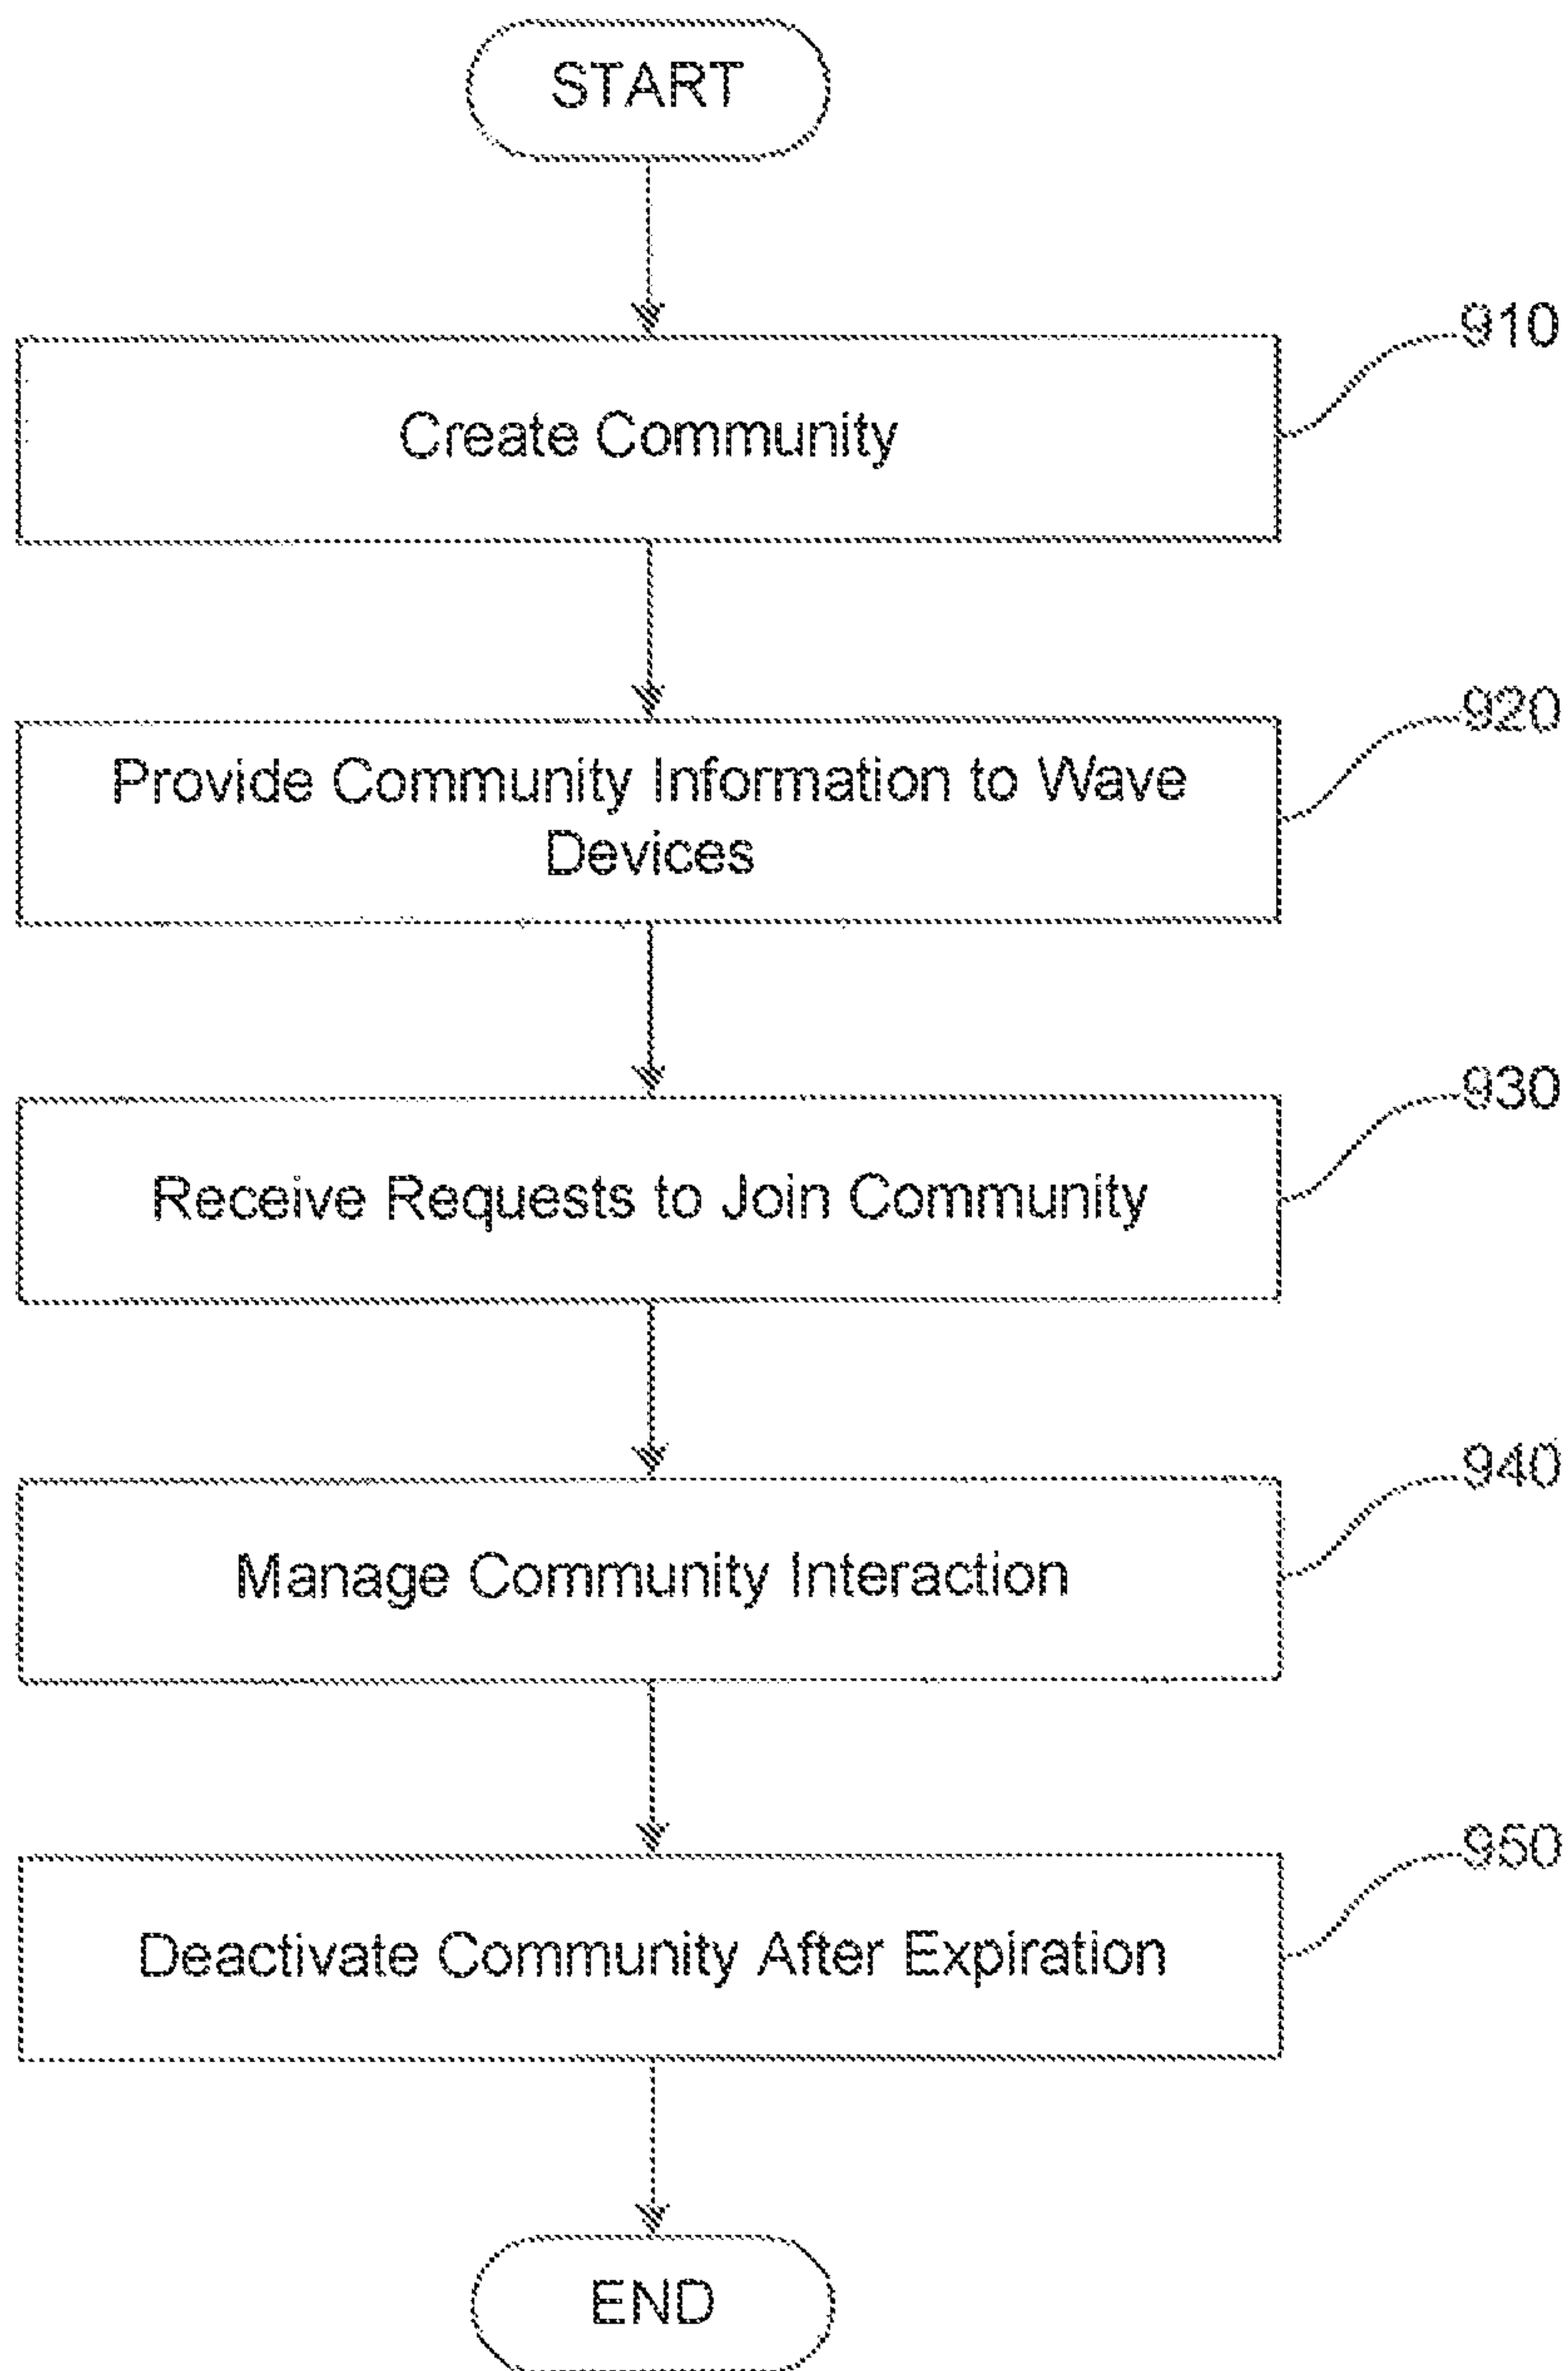 START
910
Create Community
920
Provide Community Information to Wave
Devices
930
Receive Requests to Join Community
940
Manage Community Interaction
950
Deactivate Community After Expiration
END